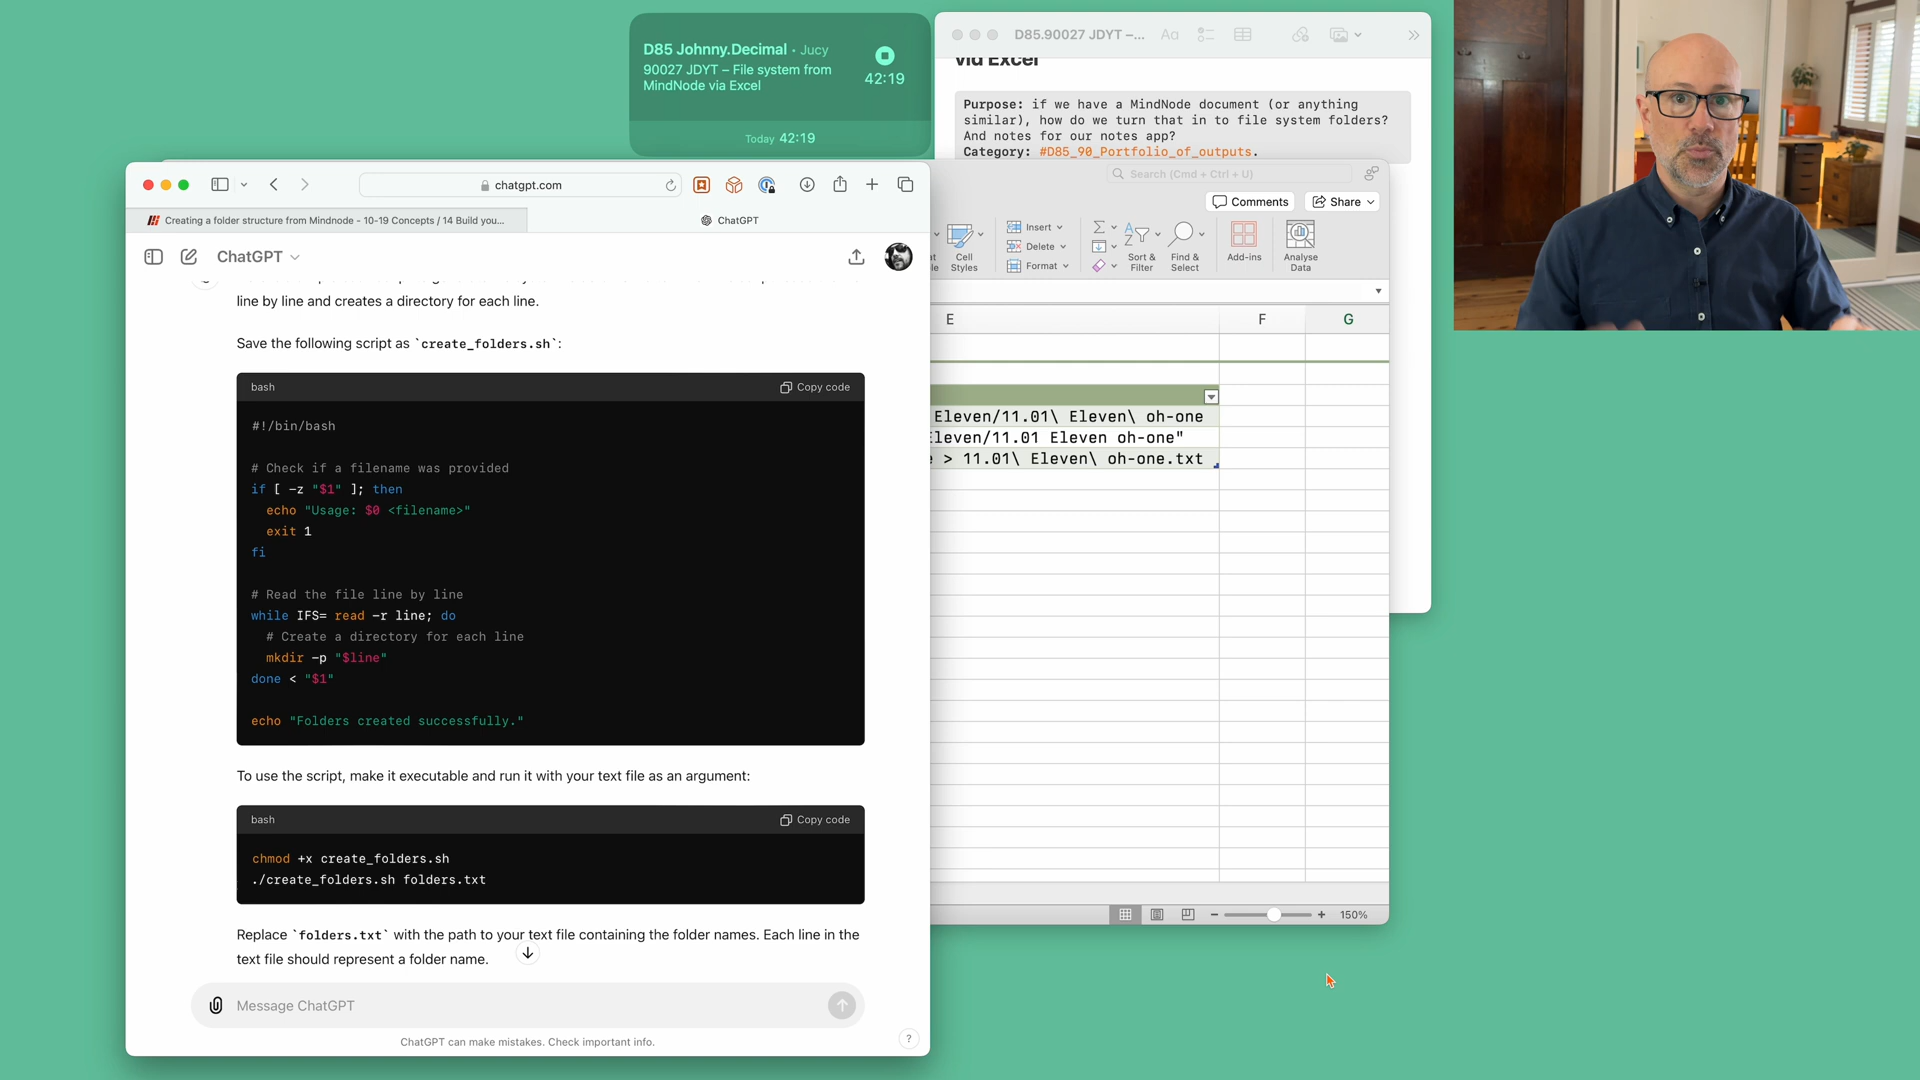 D85 Johnny.Decimal • Jucy
90027 JDYT – File system from
MindNode via Excel
42:19
Today 42:19
D85.90027 JDYT –...
via Excel
Purpose: if we have a MindNode document (or anything
similar), how do we turn that in to file system folders?
And notes for our notes app?
Category: #D85_90_Portfolio_of_outputs.
chatgpt.com
Creating a folder structure from Mindnode - 10-19 Concepts / 14 Build you...
ChatGPT
ChatGPT
line by line and creates a directory for each line.
Save the following script as `create_folders.sh`:
bash
Copy code
#!/bin/bash
# Check if a filename was provided
if [ -z "$1" ]; then
echo "Usage: $0 <filename>"
exit 1
fi
# Read the file line by line
while IFS= read -r line; do
# Create a directory for each line
mkdir -p "$line"
done < "$1"
echo "Folders created successfully."
To use the script, make it executable and run it with your text file as an argument:
bash
Copy code
chmod +x create_folders.sh
./create_folders.sh folders.txt
Replace `folders.txt` with the path to your text file containing the folder names. Each line in the
text file should represent a folder name.
Message ChatGPT
ChatGPT can make mistakes. Check important info.
?
Search (Cmd + Ctrl + U)
Comments
Share
Cell
Styles
Insert
Delete
Format
Sort &
Filter
Find &
Select
Add-ins
Analyse
Data
E F G
Eleven/11.01\ Eleven\ oh-one
Eleven/11.01 Eleven oh-one"
> 11.01\ Eleven\ oh-one.txt
150%